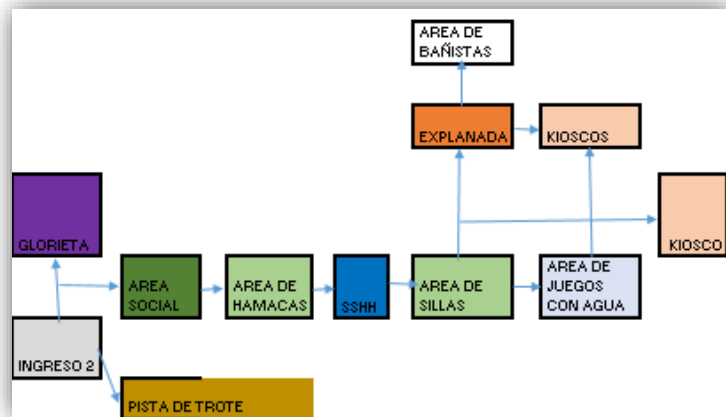 AREA DE
BAÑISTAS
EXPLANADA
KIOSCOS
GLORIETA
KIOSCO
AREA
SOCIAL
AREA DE
HAMACAS
SSHH
AREA DE
SILLAS
AREA DE
JUEGOS
CON AGUA
INGRESO 2
PISTA DE TROTE